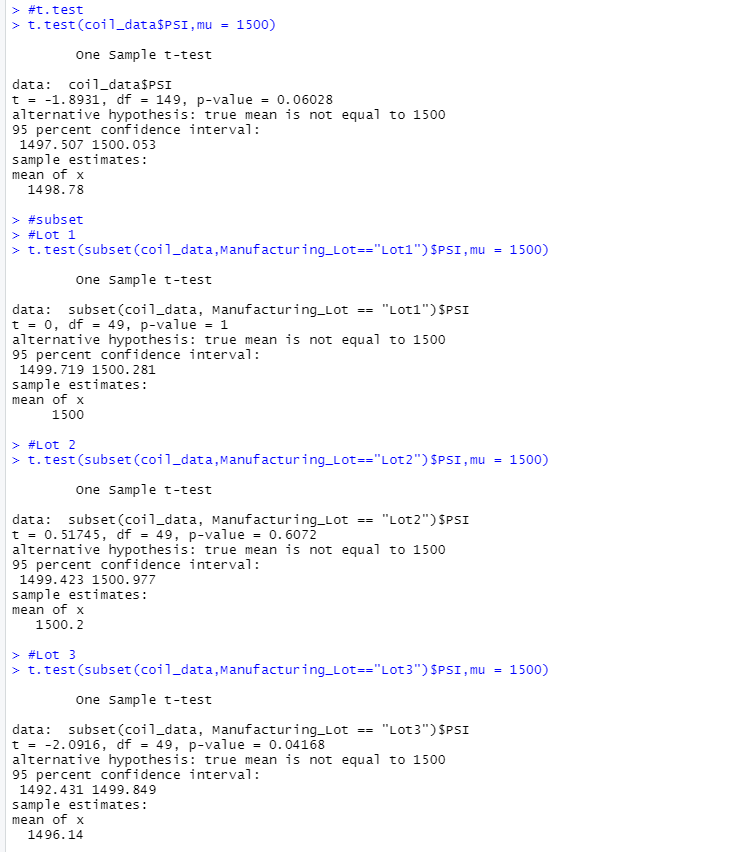 > #t.test
> t.test(coil_data$PSI,mu = 1500)
One Sample t-test
data:  coil_data$PSI
t = -1.8931, df = 149, p-value = 0.06028
alternative hypothesis: true mean is not equal to 1500
95 percent confidence interval:
1497.507 1500.053
sample estimates:
mean of x
1498.78
> #subset
> #Lot 1
> t.test(subset(coil_data,Manufacturing_Lot=="Lot1")$PSI,mu = 1500)
One Sample t-test
data:  subset(coil_data, Manufacturing_Lot == "Lot1")$PSI
t = 0, df = 49, p-value = 1
alternative hypothesis: true mean is not equal to 1500
95 percent confidence interval:
1499.719 1500.281
sample estimates:
mean of x
1500
> #Lot 2
> t.test(subset(coil_data,Manufacturing_Lot=="Lot2")$PSI,mu = 1500)
One Sample t-test
data:  subset(coil_data, Manufacturing_Lot == "Lot2")$PSI
t = 0.51745, df = 49, p-value = 0.6072
alternative hypothesis: true mean is not equal to 1500
95 percent confidence interval:
1499.423 1500.977
sample estimates:
mean of x
1500.2
> #Lot 3
> t.test(subset(coil_data,Manufacturing_Lot=="Lot3")$PSI,mu = 1500)
One Sample t-test
data:  subset(coil_data, Manufacturing_Lot == "Lot3")$PSI
t = -2.0916, df = 49, p-value = 0.04168
alternative hypothesis: true mean is not equal to 1500
95 percent confidence interval:
1492.431 1499.849
sample estimates:
mean of x
1496.14